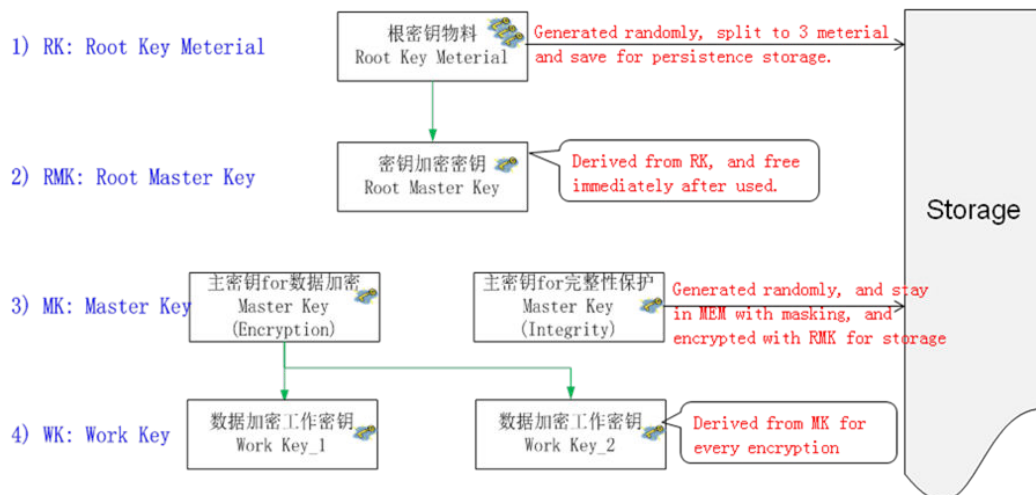 1) RK: Root Key Meterial
根密钥物料
Root Key Meterial
Generated randomly, split to 3 meterial
and save for persistence storage.
2) RMK: Root Master Key
密钥加密密钥
Root Master Key
Derived from RK, and free
immediately after used.
Storage
3) MK: Master Key
主密钥for数据加密
Master Key
(Encryption)
主密钥for完整性保护
Master Key
(Integrity)
Generated randomly, and stay
in MEM with masking, and
encrypted with RMK for storage
4) WK: Work Key
数据加密工作密钥
Work Key_1
数据加密工作密钥
Work Key_2
Derived from MK for
every encryption